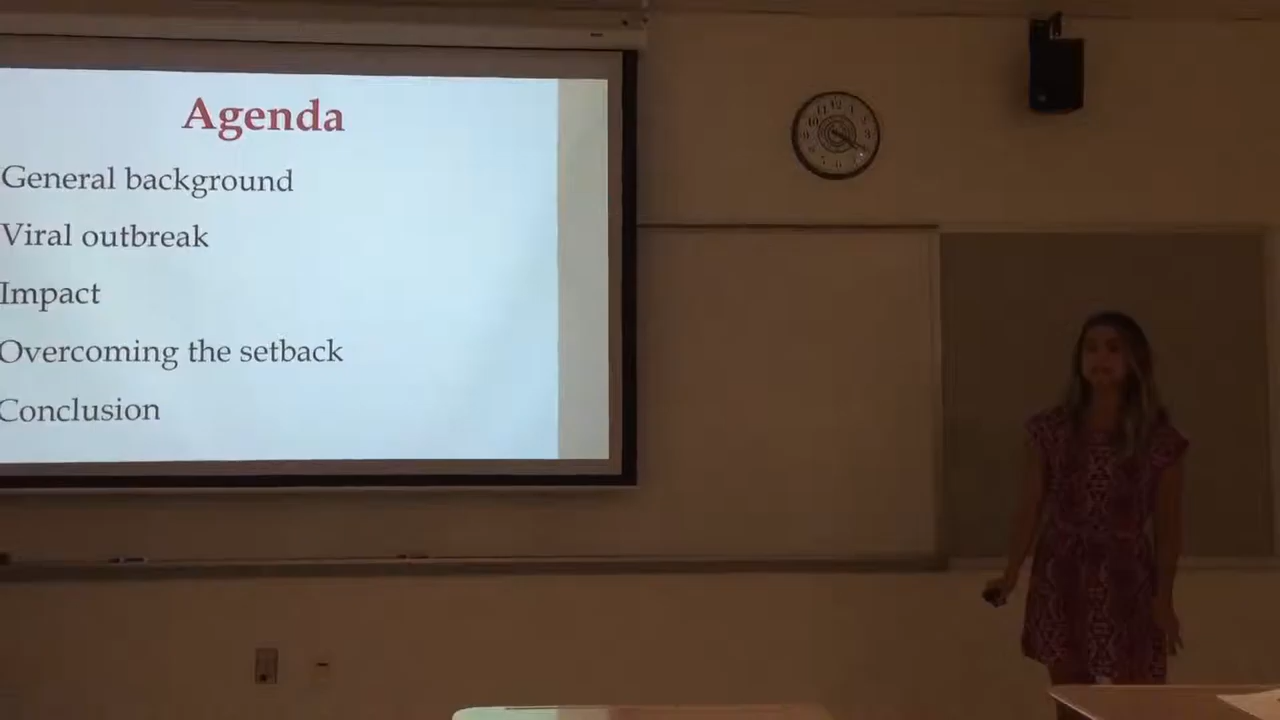 Agenda
General background
Viral outbreak
Impact
Overcoming the setback
Conclusion